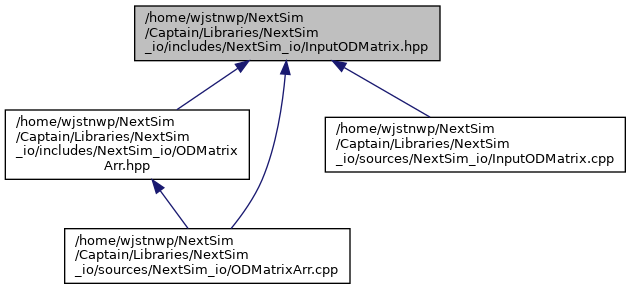 /home/wjstnwp/NextSim
/Captain/Libraries/NextSim
_io/includes/NextSim_io/InputODMatrix.hpp
/home/wjstnwp/NextSim
/Captain/Libraries/NextSim
_io/includes/NextSim_io/ODMatrix
Arr.hpp
/home/wjstnwp/NextSim
/Captain/Libraries/NextSim
_io/sources/NextSim_io/InputODMatrix.cpp
/home/wjstnwp/NextSim
/Captain/Libraries/NextSim
_io/sources/NextSim_io/ODMatrixArr.cpp